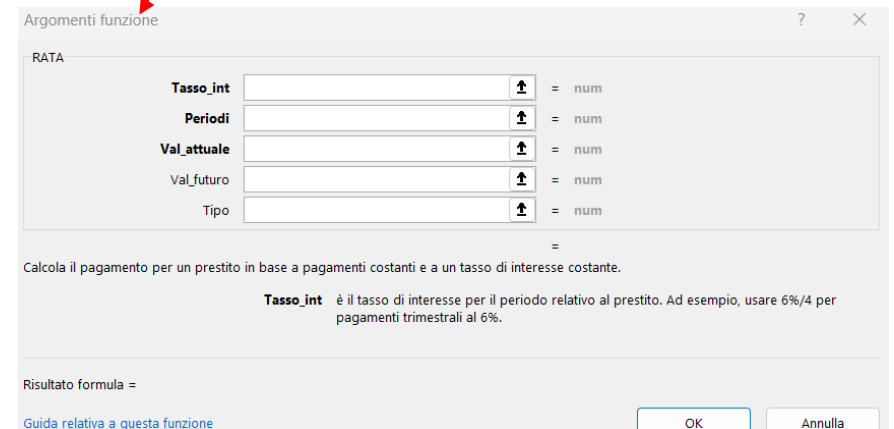 Argomenti funzione ? ×
RATA
Tasso_int = num
Periodi = num
Val_attuale = num
Val_futuro = num
Tipo = num
=
Calcola il pagamento per un prestito in base a pagamenti costanti e a un tasso di interesse costante.
Tasso_int è il tasso di interesse per il periodo relativo al prestito. Ad esempio, usare 6%/4 per
pagamenti trimestrali al 6%.
Risultato formula =
Guida relativa a questa funzione OK Annulla